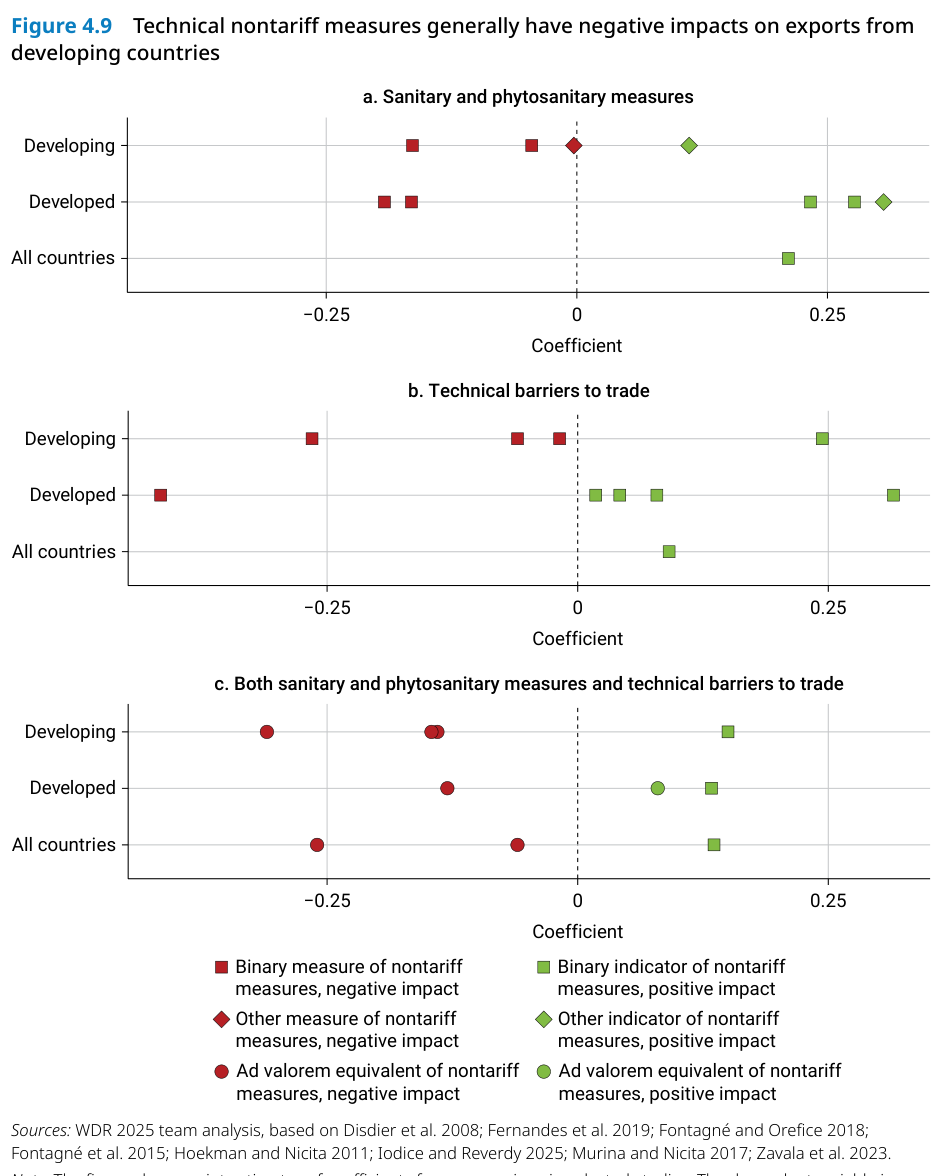 Figure 4.9 Technical nontariff measures generally have negative impacts on exports from
developing countries
a. Sanitary and phytosanitary measures
Developing
Developed
All countries
−0.25 0 0.25
Coefficient
b. Technical barriers to trade
Developing
Developed
All countries
−0.25 0 0.25
Coefficient
c. Both sanitary and phytosanitary measures and technical barriers to trade
Developing
Developed
All countries
−0.25 0 0.25
Coefficient
Binary measure of nontariff
measures, negative impact
Binary indicator of nontariff
measures, positive impact
Other measure of nontariff
measures, negative impact
Other indicator of nontariff
measures, positive impact
Ad valorem equivalent of nontariff
measures, negative impact
Ad valorem equivalent of nontariff
measures, positive impact
Sources: WDR 2025 team analysis, based on Disdier et al. 2008; Fernandes et al. 2019; Fontagné and Orefice 2018;
Fontagné et al. 2015; Hoekman and Nicita 2011; Iodice and Reverdy 2025; Murina and Nicita 2017; Zavala et al. 2023.